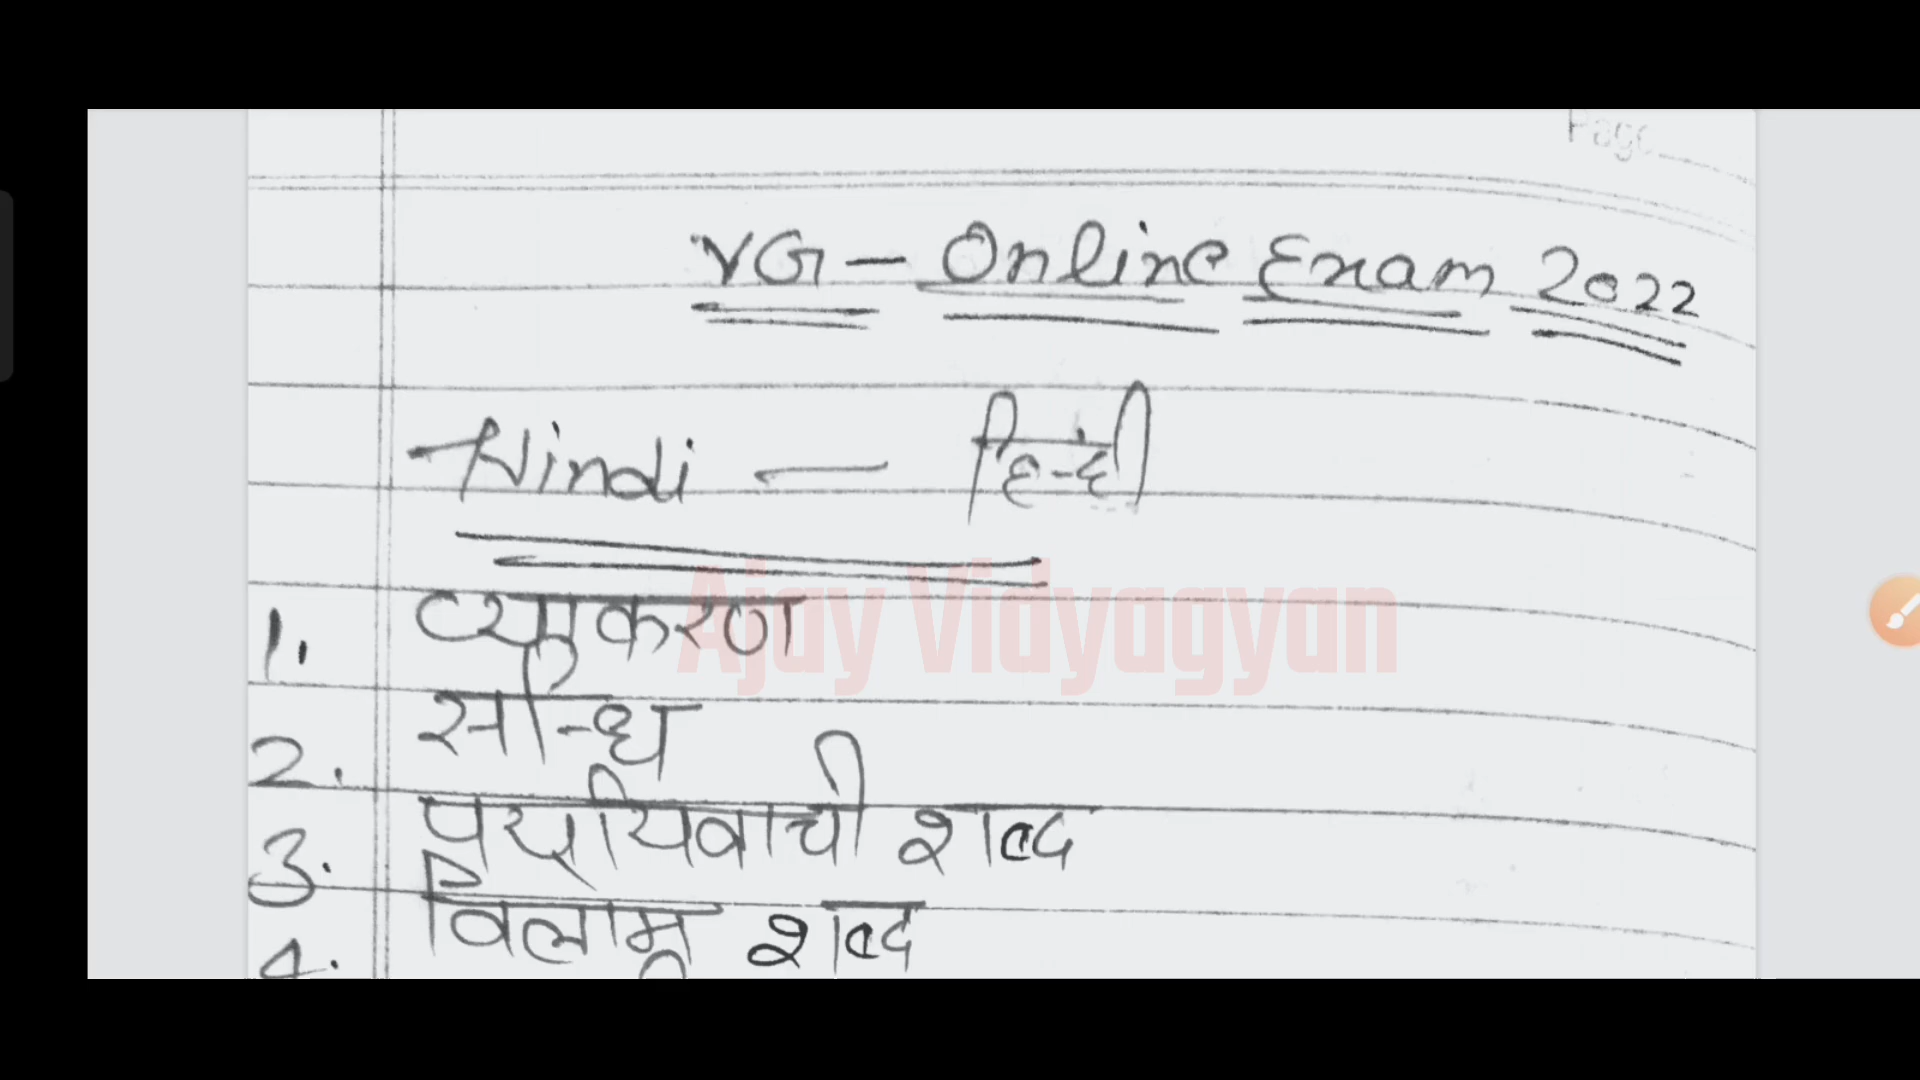 Page
VG - Online Exam 2022
Hindi - हिन्दी
Ajay Vidyagyan
1. व्याकरण
2. सन्धि
3. पर्यायवाची शब्द
4. विलोम शब्द